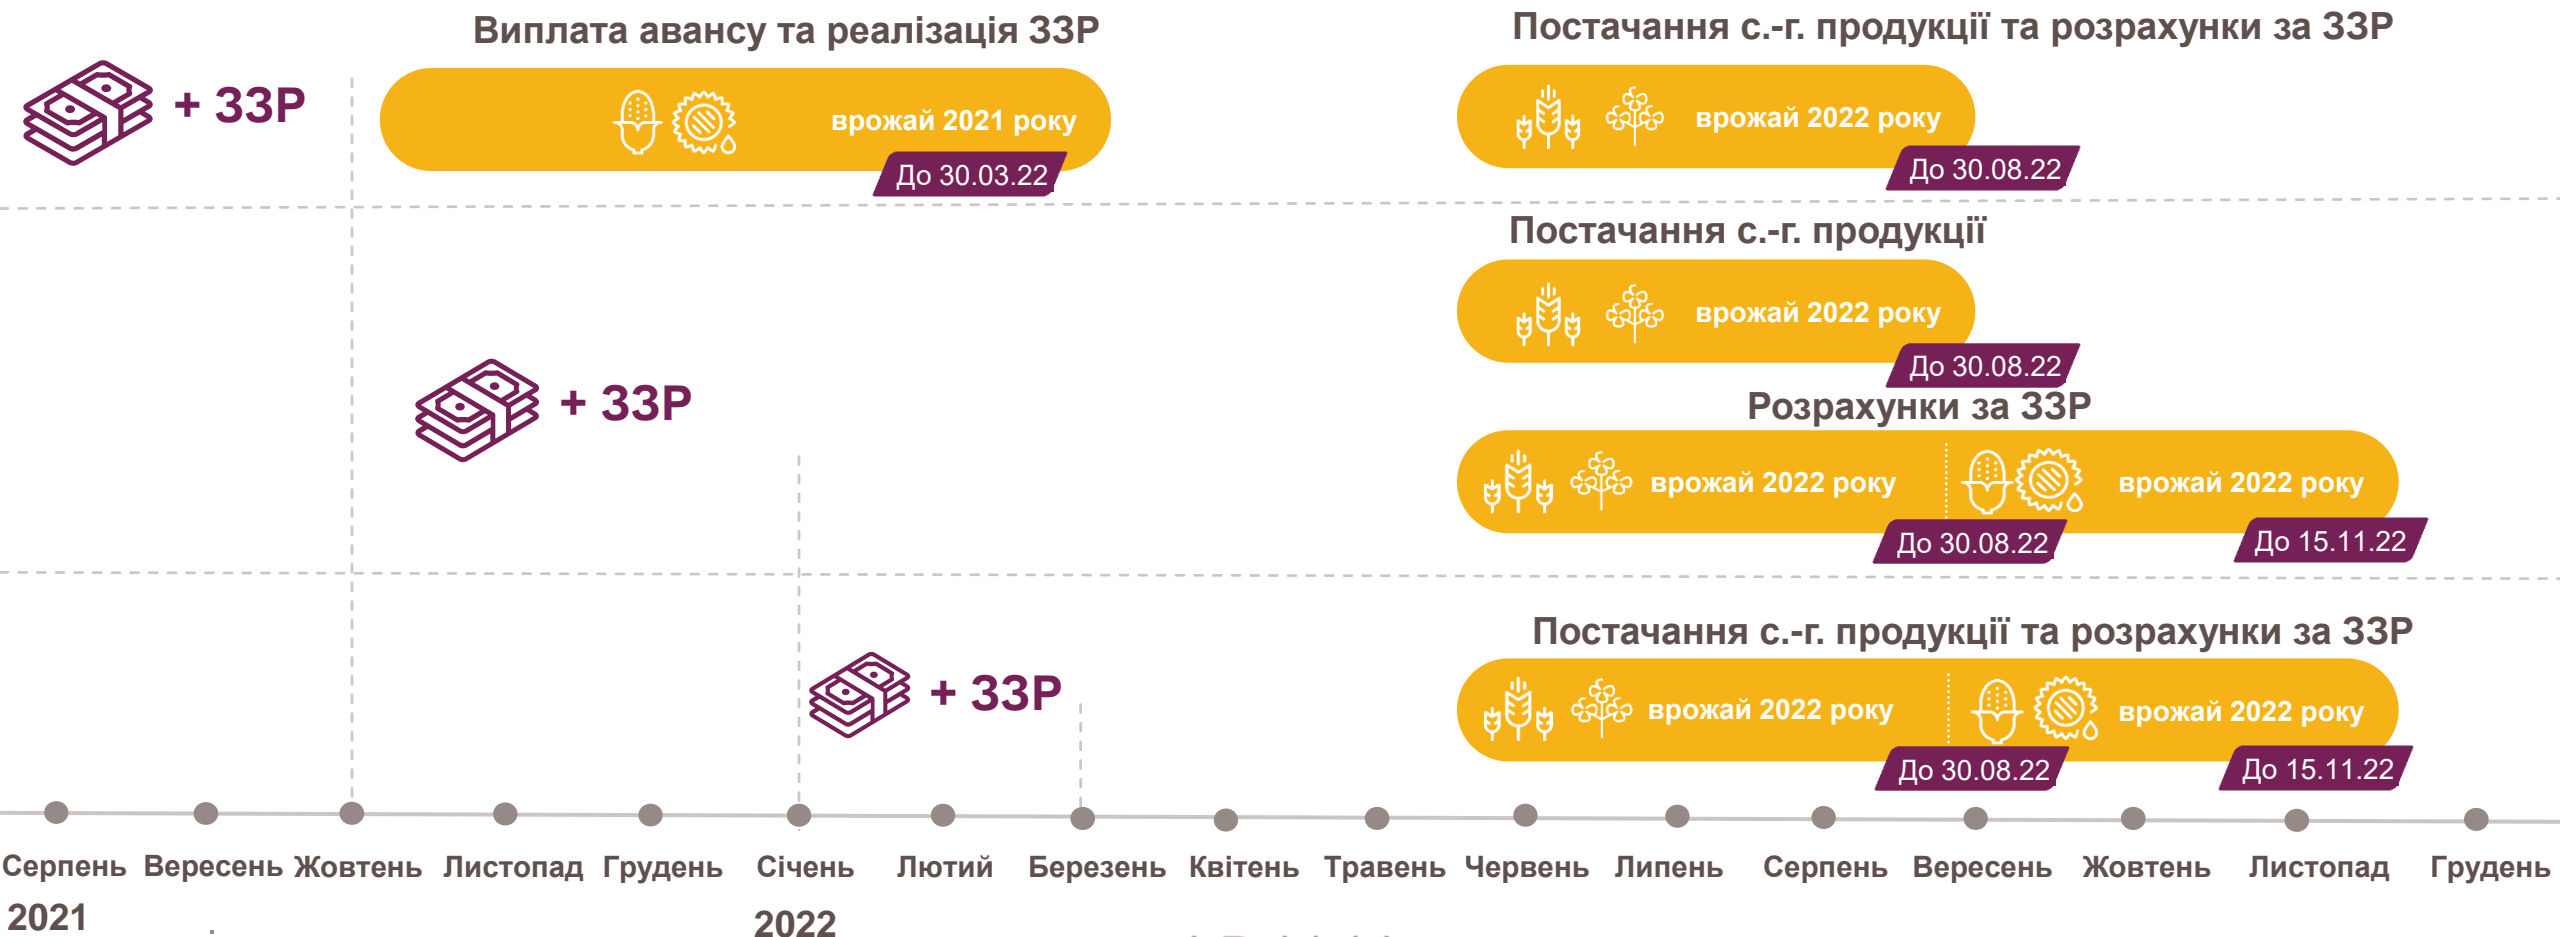 Виплата авансу та реалізація ЗЗР
Постачання с.-г. продукції та розрахунки за ЗЗР
+ ЗЗР
врожай 2021 року
До 30.03.22
врожай 2022 року
До 30.08.22
Постачання с.-г. продукції
врожай 2022 року
До 30.08.22
+ ЗЗР
Розрахунки за ЗЗР
врожай 2022 року
врожай 2022 року
До 30.08.22
До 15.11.22
Постачання с.-г. продукції та розрахунки за ЗЗР
+ ЗЗР
врожай 2022 року
врожай 2022 року
До 30.08.22
До 15.11.22
Серпень Вересень Жовтень Листопад Грудень Січень Лютий Березень Квітень Травень Червень Липень Серпень Вересень Жовтень Листопад Грудень
2021
2022